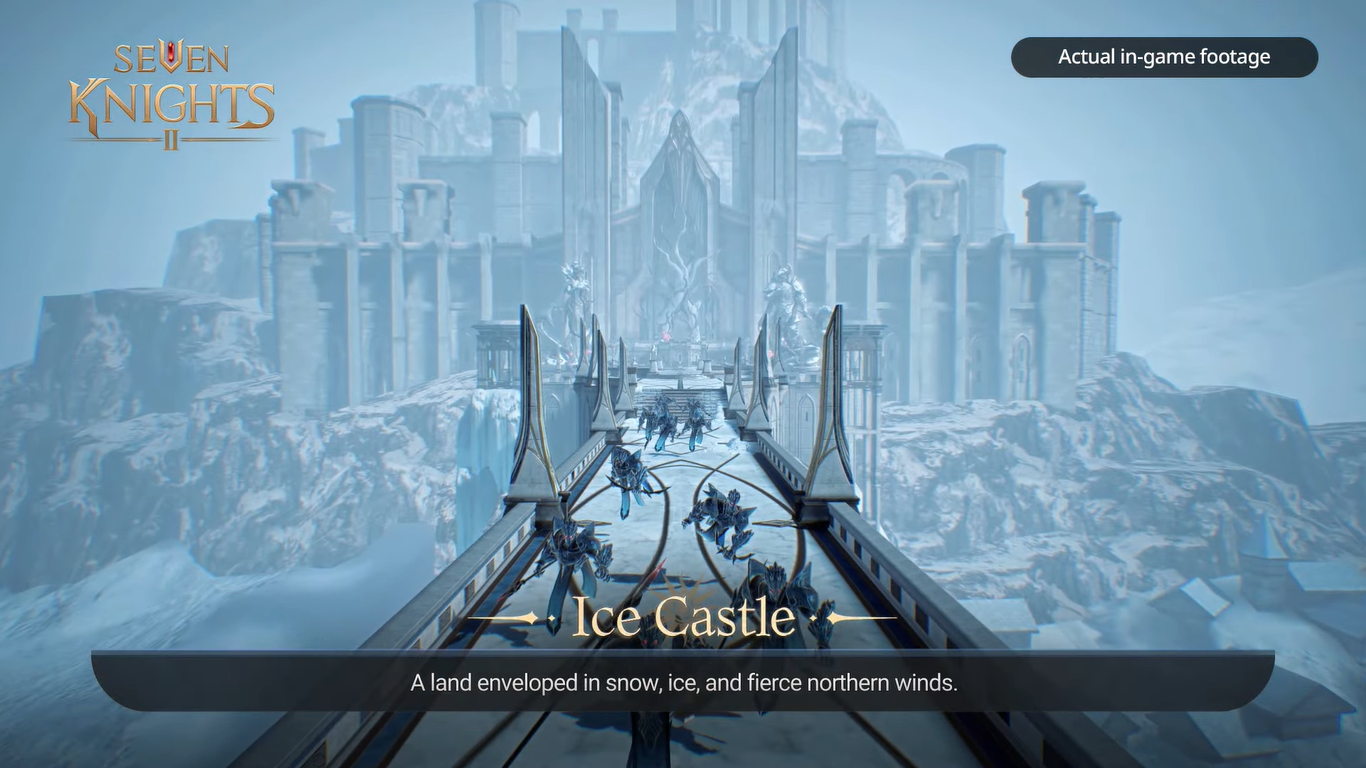 SEVEN
KNIGHTS
II
Actual in-game footage
Ice Castle
A land enveloped in snow, ice, and fierce northern winds.